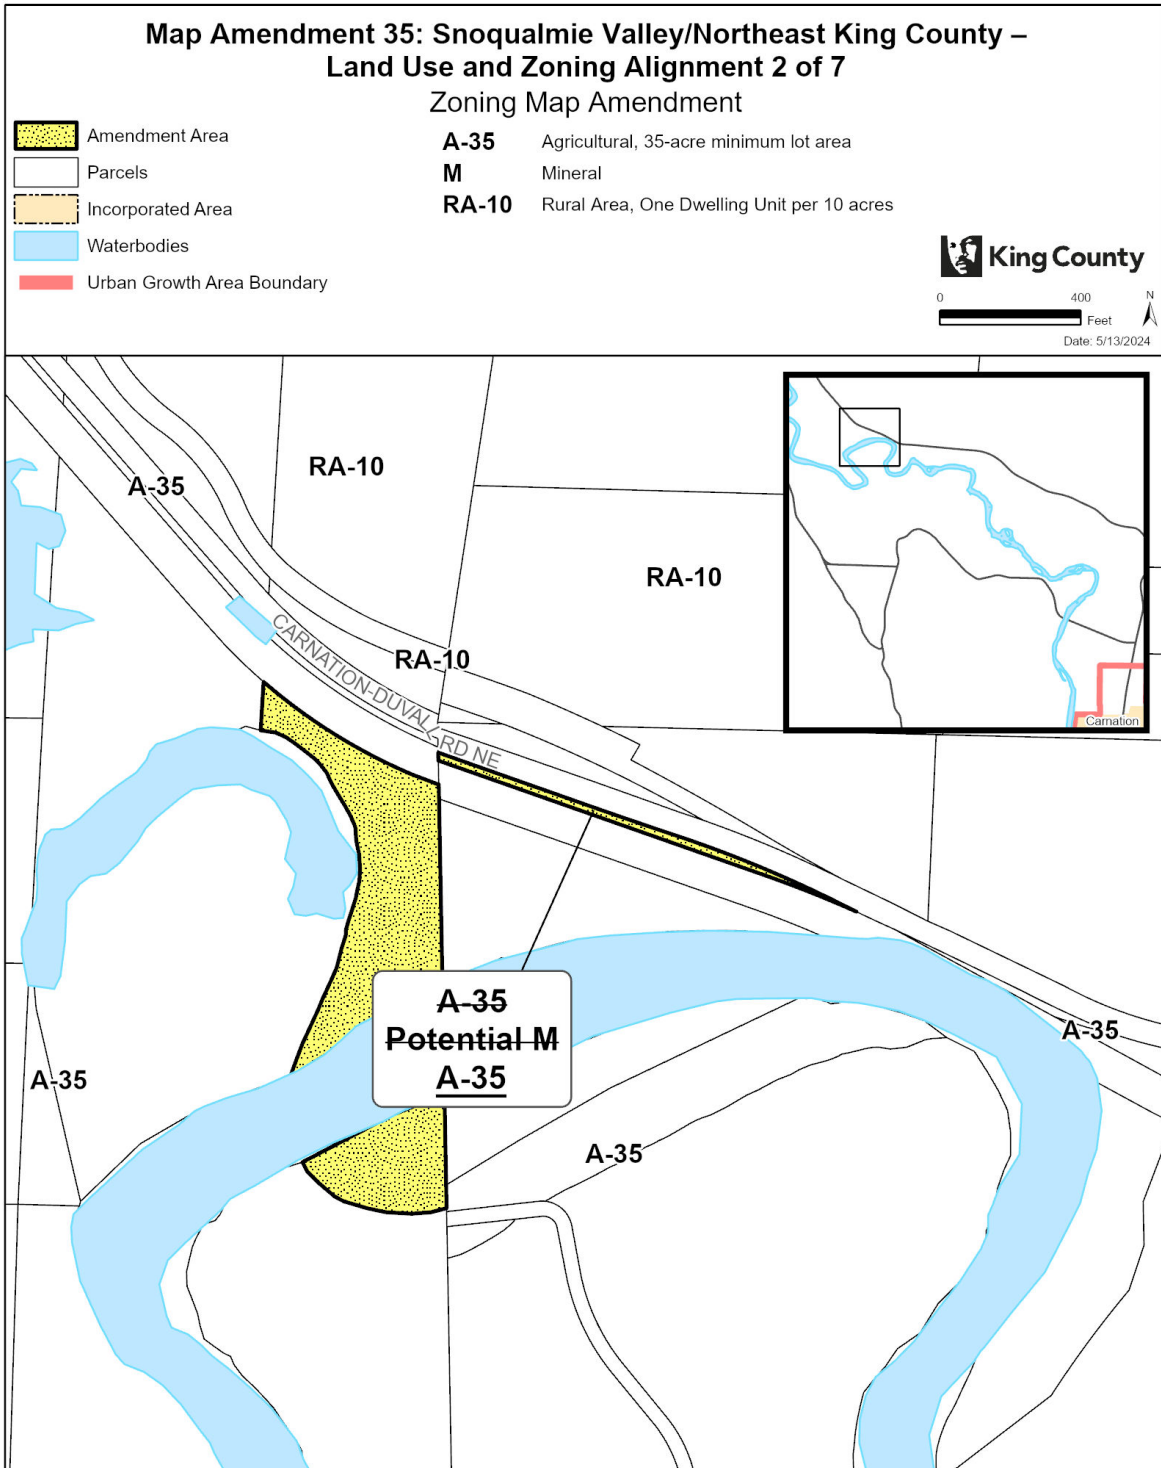 Map Amendment 35: Snoqualmie Valley/Northeast King County –
Land Use and Zoning Alignment 2 of 7
Zoning Map Amendment
Amendment Area
Parcels
Incorporated Area
Waterbodies
Urban Growth Area Boundary
A-35 Agricultural, 35-acre minimum lot area
M Mineral
RA-10 Rural Area, One Dwelling Unit per 10 acres
King County
0 400
Feet
N
Date: 5/13/2024
A-35
RA-10
RA-10
RA-10
CARNATION-DUVALL RD NE
Carnation
A-35
Potential M
A-35
A-35
A-35
A-35